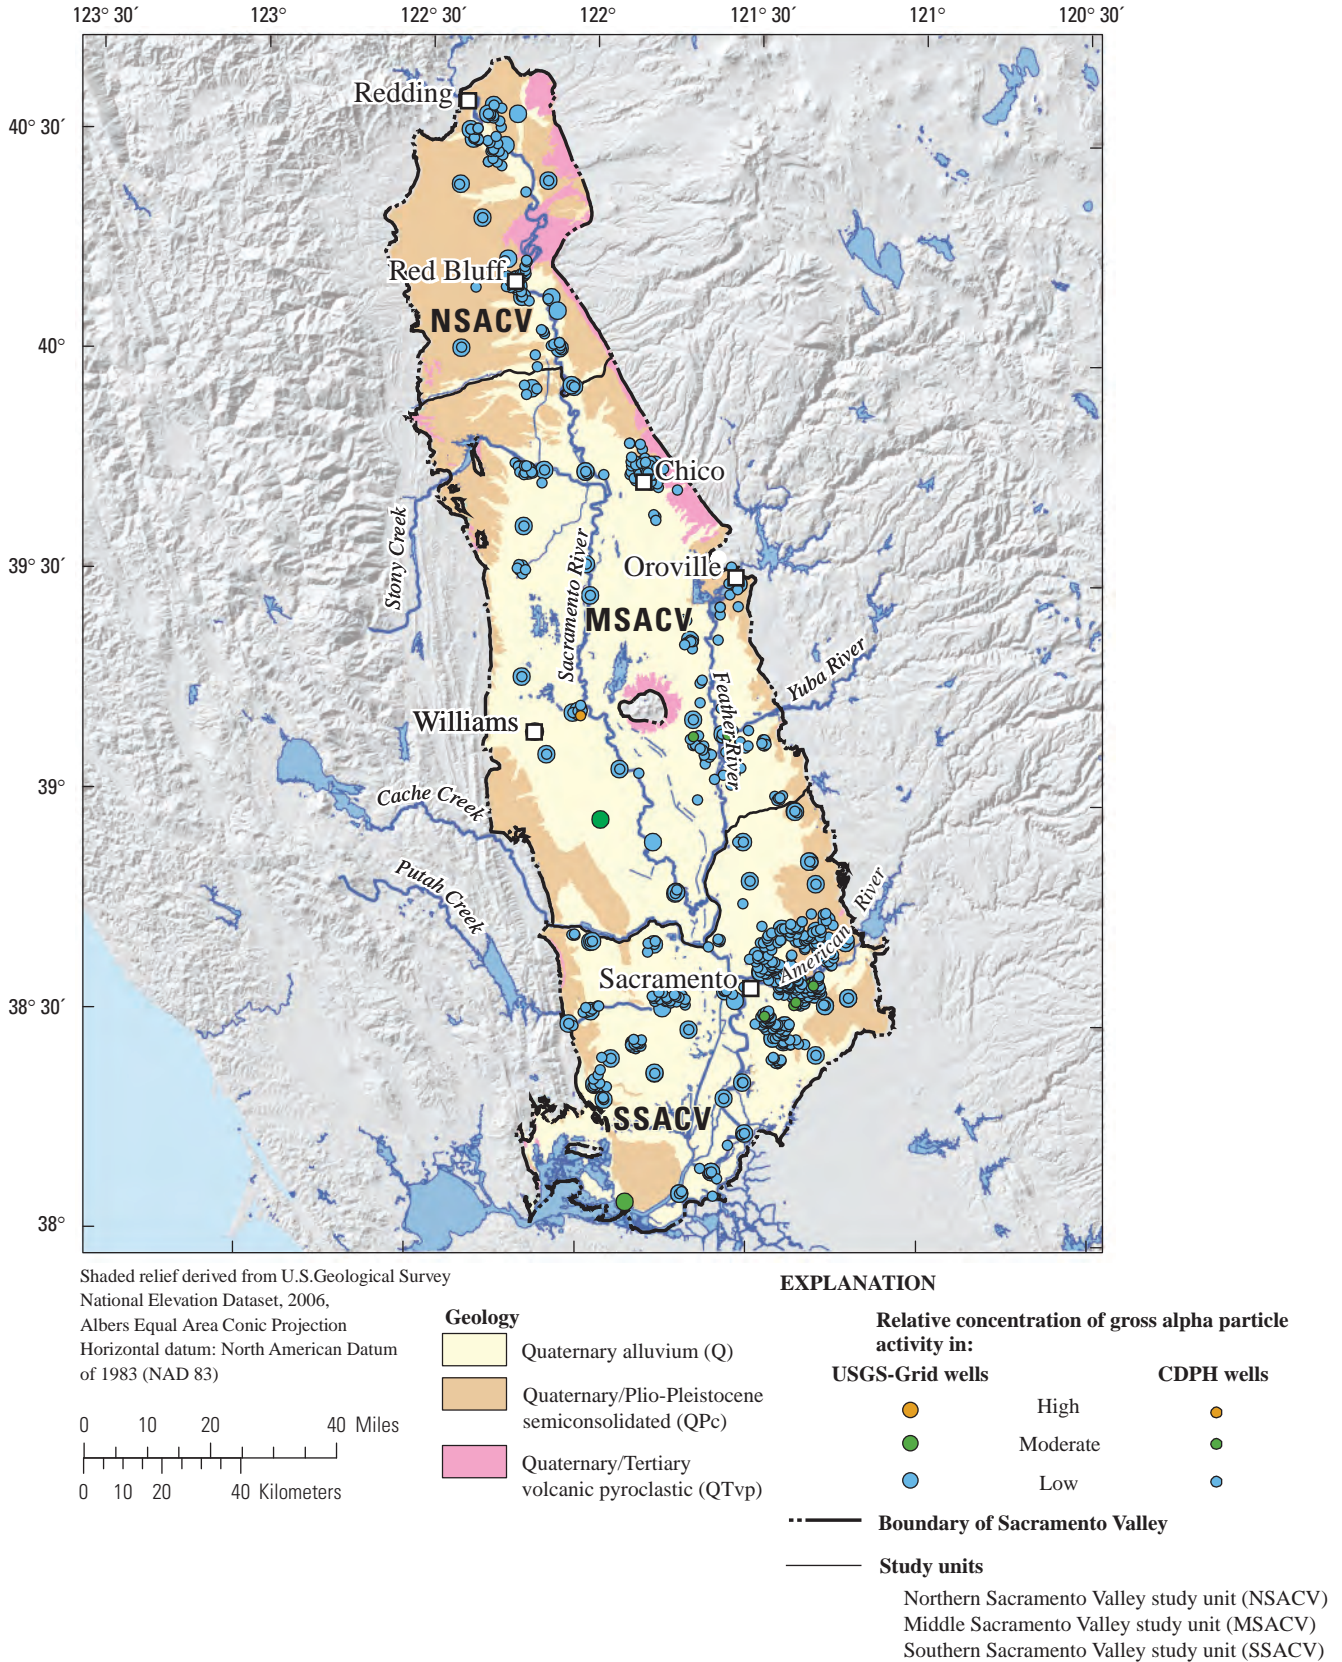 123° 30´ 123° 122° 30´ 122° 121° 30´ 121° 120° 30´
Redding
40° 30´
Red Bluff
NSACV
40°
Chico
Stony Creek
Sacramento River
39° 30´
Oroville
MSACV
Yuba River
Feather River
Williams
39°
Cache Creek
Putah Creek
American River
Sacramento
38° 30´
SSACV
38°
Shaded relief derived from U.S.Geological Survey
National Elevation Dataset, 2006,
Albers Equal Area Conic Projection
Horizontal datum: North American Datum
of 1983 (NAD 83)
0 10 20 40 Miles
0 10 20 40 Kilometers
Geology
Quaternary alluvium (Q)
Quaternary/Plio-Pleistocene
semiconsolidated (QPc)
Quaternary/Tertiary
volcanic pyroclastic (QTvp)
EXPLANATION
Relative concentration of gross alpha particle
activity in:
USGS-Grid wells CDPH wells
High
Moderate
Low
Boundary of Sacramento Valley
Study units
Northern Sacramento Valley study unit (NSACV)
Middle Sacramento Valley study unit (MSACV)
Southern Sacramento Valley study unit (SSACV)